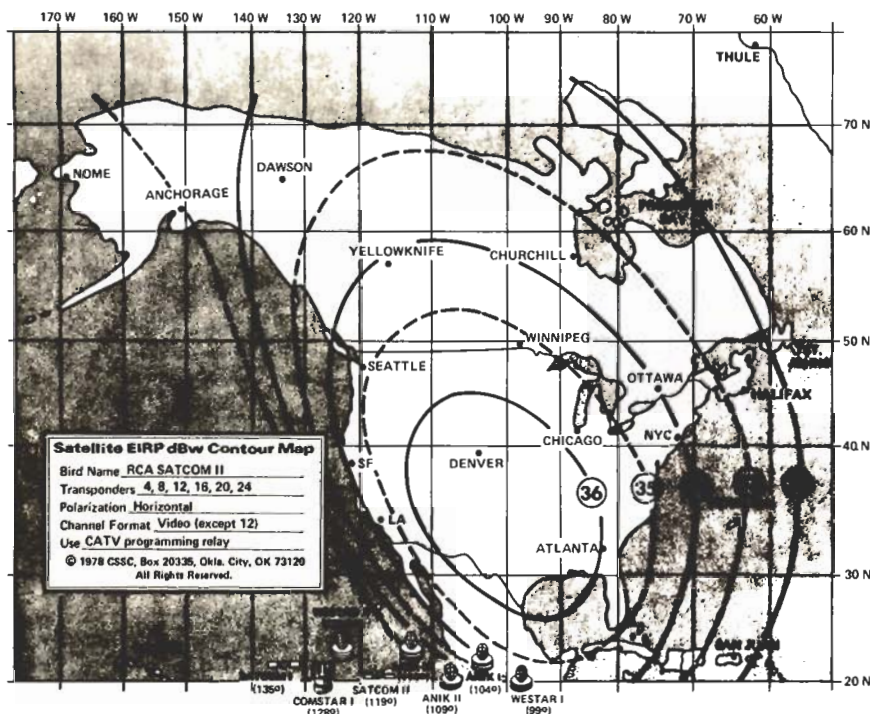 170 W 160 W 150 W 140 W 130 W 120 W 110 W 100 W 90 W 80 W 70 W 60 W
THULE
70 N
NOME
DAWSON
ANCHORAGE
60 N
YELLOWKNIFE
CHURCHILL
50 N
WINNIPEG
SEATTLE
OTTAWA
HALIFAX
CHICAGO
NYC
40 N
SF
DENVER
36
35
LA
ATLANTA
30 N
Satellite EIRP dBw Contour Map
Bird Name RCA SATCOM II
Transponders 4, 8, 12, 16, 20, 24
Polarization Horizontal
Channel Format Video (except 12)
Use CATV programming relay
© 1978 CSSC, Box 20335, Okla. City, OK 73120
All Rights Reserved.
SAN JUAN
20 N
(135º)
COMSTAR I
(128º)
SATCOM II
(119º)
ANIK II
(109º)
(104º)
WESTAR I
(99º)